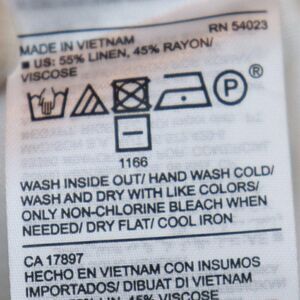 RN 54023
MADE IN VIETNAM
■ US: 55% LINEN, 45% RAYON/
VISCOSE
P®
1166
WASH INSIDE OUT/ HAND WASH COLD/
WASH AND DRY WITH LIKE COLORS/
ONLY NON-CHLORINE BLEACH WHEN
NEEDED/ DRY FLAT/ COOL IRON
CA 17897
HECHO EN VIETNAM CON INSUMOS
IMPORTADOS/ DIBUAT DI VIETNAM
45% VISCOSE